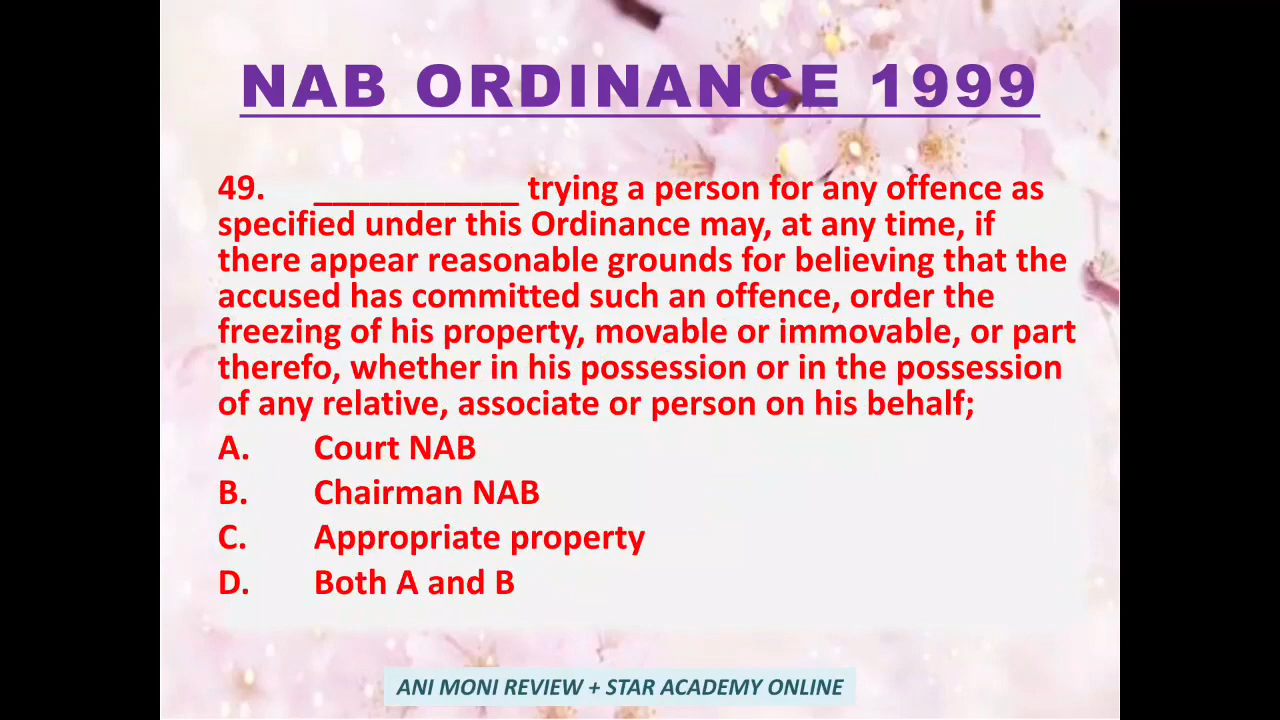 NAB ORDINANCE 1999
49. ___________ trying a person for any offence as
specified under this Ordinance may, at any time, if
there appear reasonable grounds for believing that the
accused has committed such an offence, order the
freezing of his property, movable or immovable, or part
therefo, whether in his possession or in the possession
of any relative, associate or person on his behalf;
A. Court NAB
B. Chairman NAB
C. Appropriate property
D. Both A and B
ANI MONI REVIEW + STAR ACADEMY ONLINE